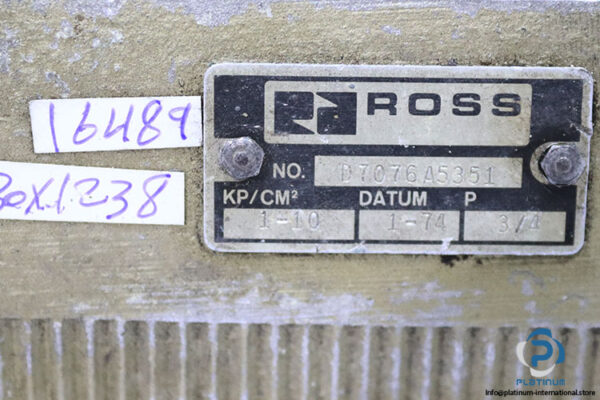 16489
Box1238
ROSS
NO. D7076A5351
KP/CM² DATUM P
1-10 1-74 3/4
PLATINUM
info@platinum-international.store